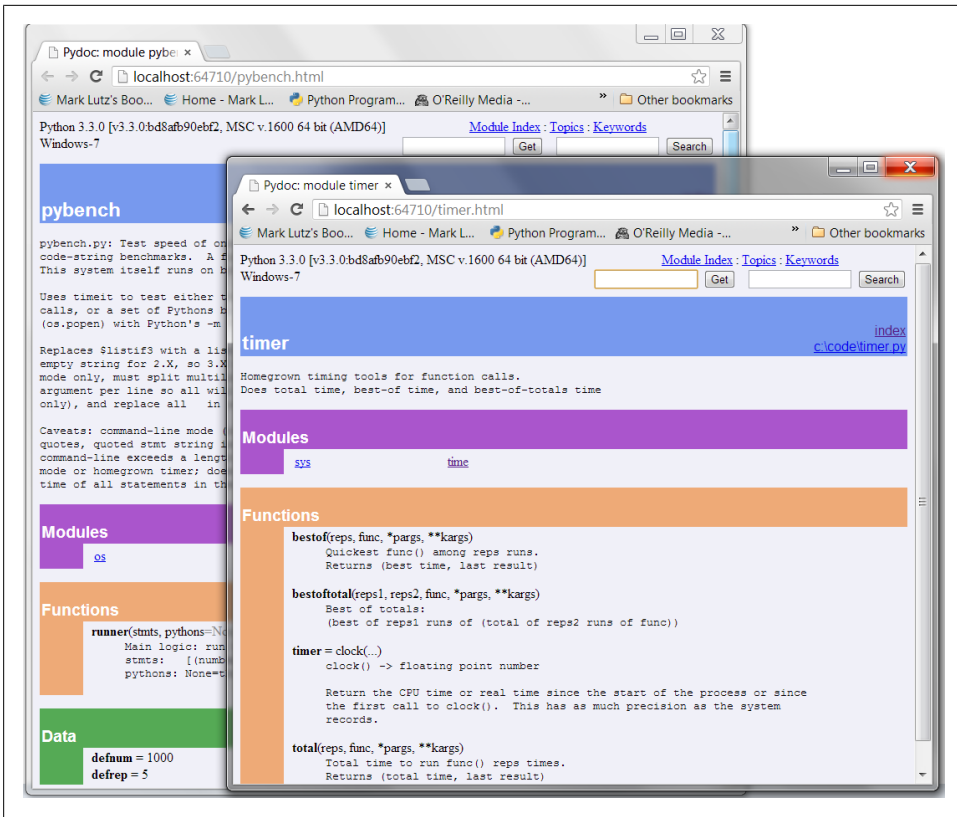 Pydoc: module pybe
localhost:64710/pybench.html
Mark Lutz's Boo... Home - Mark L... Python Program... O'Reilly Media -... » Other bookmarks
Python 3.3.0 [v3.3.0:bd8afb90ebf2, MSC v.1600 64 bit (AMD64)]
Windows-7
Module Index : Topics : Keywords
Get Search
pybench
pybench.py: Test speed of on
code-string benchmarks. A f
This system itself runs on b
Uses timeit to test either t
calls, or a set of Pythons b
(os.popen) with Python's -m
Replaces $listif3 with a lis
empty string for 2.X, so 3.X
mode only, must split multil
argument per line so all wil
only), and replace all in
Caveats: command-line mode (
quotes, quoted stmt string i
command-line exceeds a lengt
mode or homegrown timer; doe
time of all statements in th
Modules
os
Functions
runner(stmts, pythons=No
Main logic: run
stmts: [(numb
pythons: None=t
Data
defnum = 1000
defrep = 5
Pydoc: module timer
localhost:64710/timer.html
Mark Lutz's Boo... Home - Mark L... Python Program... O'Reilly Media -... » Other bookmarks
Python 3.3.0 [v3.3.0:bd8afb90ebf2, MSC v.1600 64 bit (AMD64)]
Windows-7
Module Index : Topics : Keywords
Get Search
timer
index
c:\code\timer.py
Homegrown timing tools for function calls.
Does total time, best-of time, and best-of-totals time
Modules
sys time
Functions
bestof(reps, func, *pargs, **kargs)
Quickest func() among reps runs.
Returns (best time, last result)
bestoftotal(reps1, reps2, func, *pargs, **kargs)
Best of totals:
(best of reps1 runs of (total of reps2 runs of func))
timer = clock(...)
clock() -> floating point number
Return the CPU time or real time since the start of the process or since
the first call to clock(). This has as much precision as the system
records.
total(reps, func, *pargs, **kargs)
Total time to run func() reps times.
Returns (total time, last result)